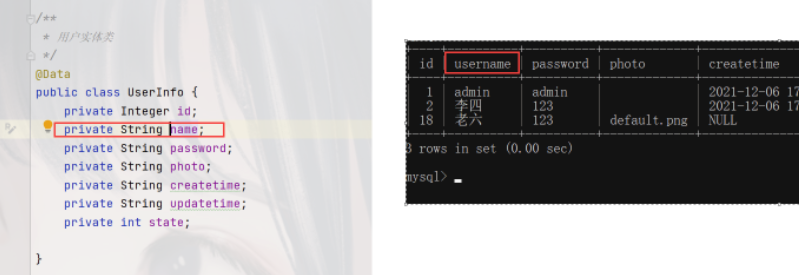 /**
* 用户实体类
*/
@Data
public class UserInfo {
private Integer id;
private String name;
private String password;
private String photo;
private String createtime;
private String updatetime;
private int state;
}
id | username | password | photo | createtime
1 | admin | admin | | 2021-12-06 17
2 | 李四 | 123 | | 2021-12-06 17
18 | 老六 | 123 | default.png | NULL
3 rows in set (0.00 sec)
mysql>